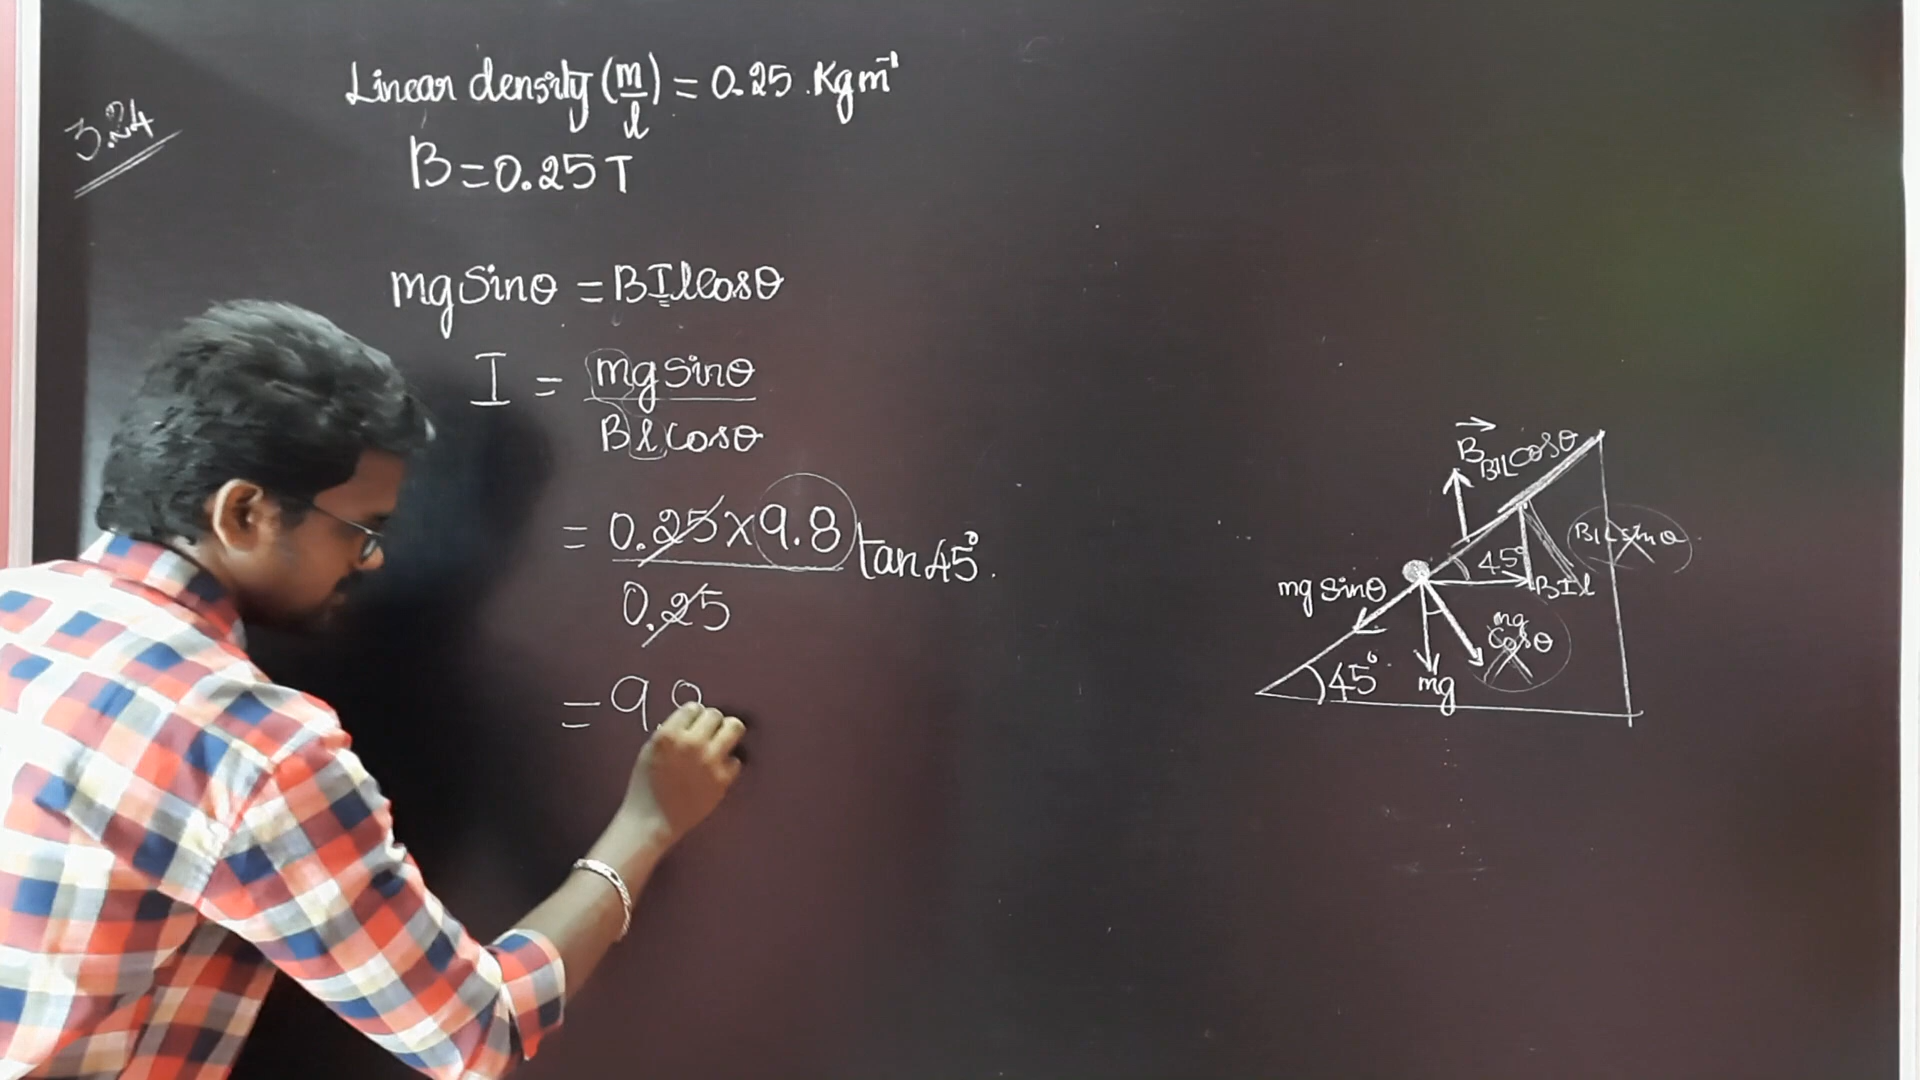 3.24
Linear density (m/l) = 0.25 . Kg m⁻¹
B = 0.25 T
mg Sinθ = BIl Cosθ
I = mg sinθ / Bl Cosθ
= 0.25 × 9.8 / 0.25 tan 45°.
= 9.8
B
BIL cosθ
BIL sinθ
45°
BIl
mg sinθ
mg
cosθ
45°
mg